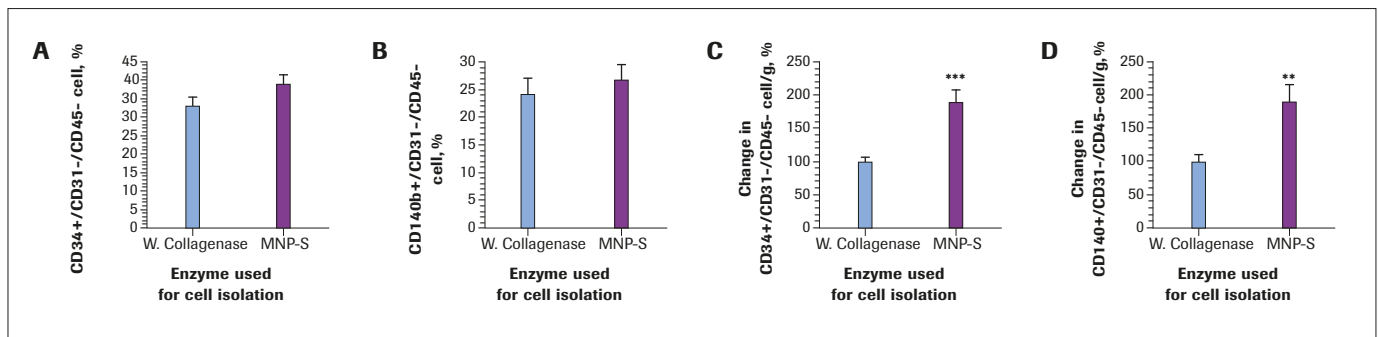 A
CD34+/CD31-/CD45- cell, %
45
40
35
30
25
20
15
10
5
0
W. Collagenase MNP-S
Enzyme used
for cell isolation
B
CD140b+/CD31-/CD45-
cell, %
30
25
20
15
10
5
0
W. Collagenase MNP-S
Enzyme used
for cell isolation
C
Change in
CD34+/CD31-/CD45- cell/g, %
250
200
150
100
50
0
***
W. Collagenase MNP-S
Enzyme used
for cell isolation
D
Change in
CD140+/CD31-/CD45- cell/g, %
250
200
150
100
50
0
**
W. Collagenase MNP-S
Enzyme used
for cell isolation